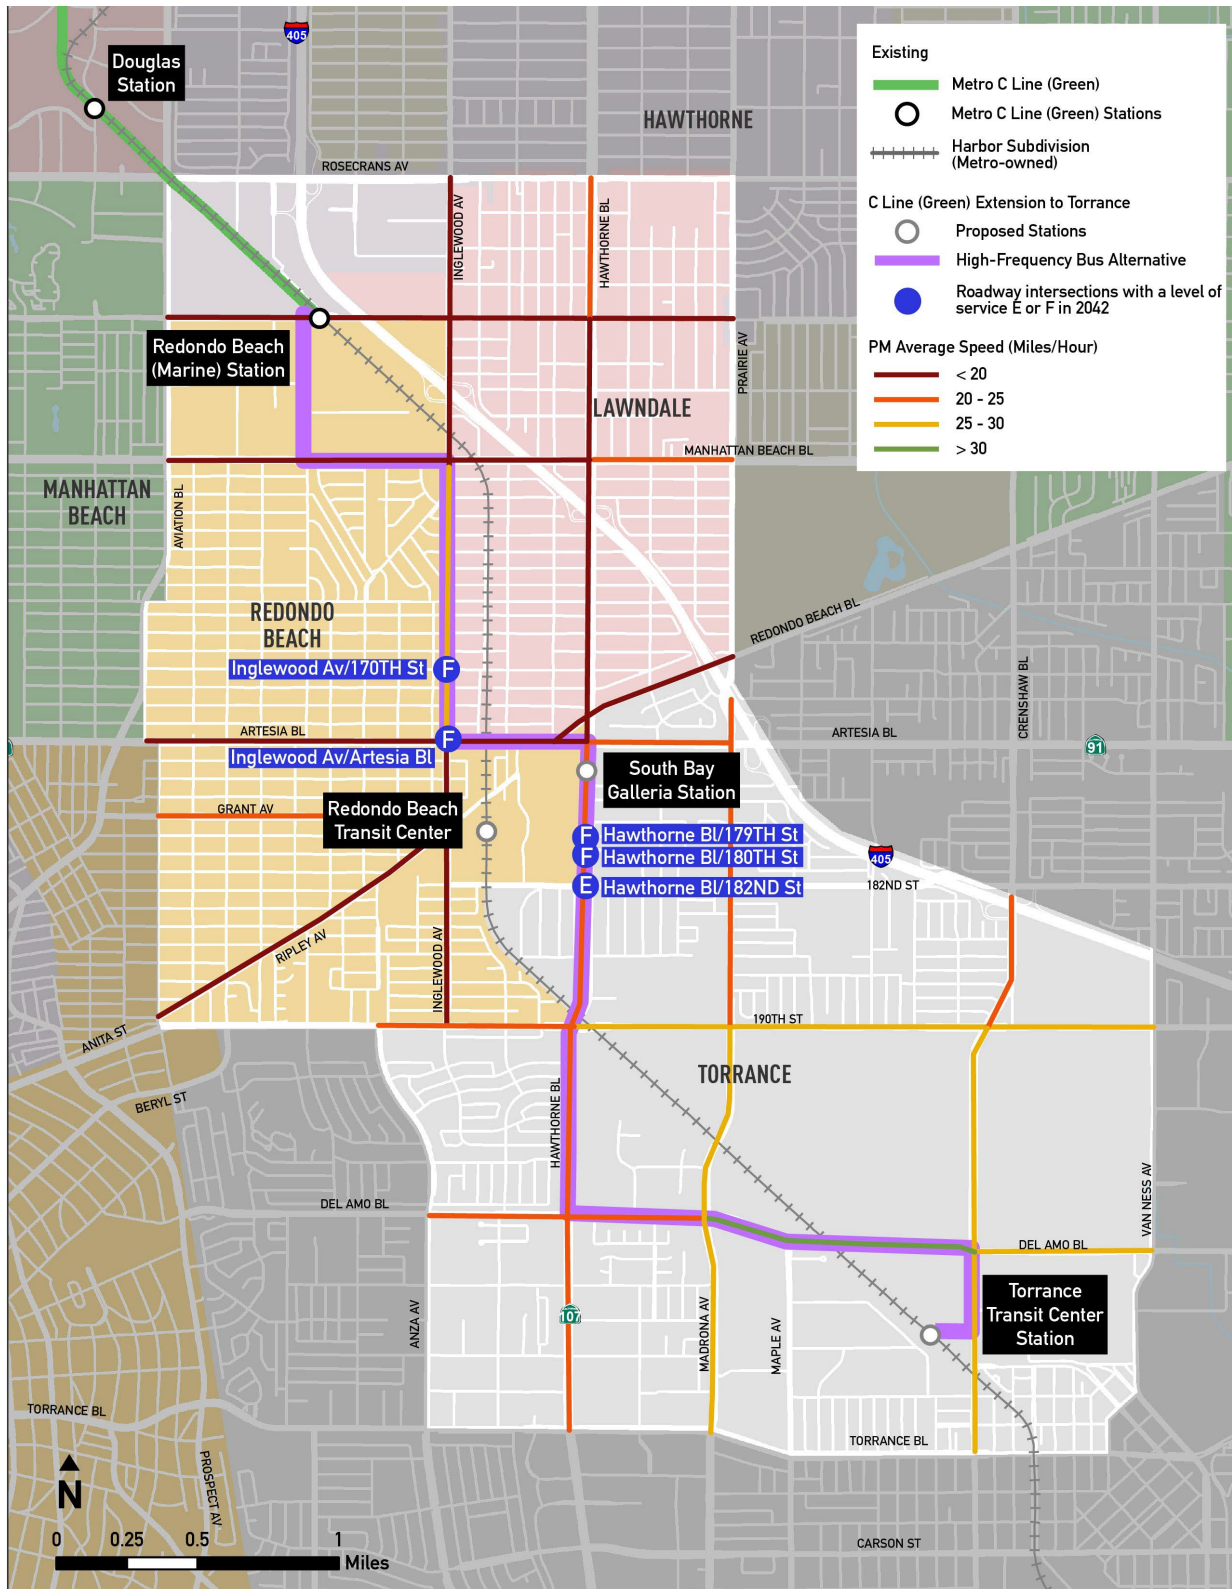 405
Douglas
Station
HAWTHORNE
ROSECRANS AV
INGLEWOOD AV
HAWTHORNE BL
Existing
Metro C Line (Green)
Metro C Line (Green) Stations
Harbor Subdivision
(Metro-owned)
C Line (Green) Extension to Torrance
Proposed Stations
High-Frequency Bus Alternative
Roadway intersections with a level of
service E or F in 2042
PM Average Speed (Miles/Hour)
< 20
20 - 25
25 - 30
> 30
Redondo Beach
(Marine) Station
PRAIRIE AV
LAWNDALE
MANHATTAN BEACH BL
MANHATTAN
BEACH
AVIATION BL
REDONDO
BEACH
REDONDO BEACH BL
Inglewood Av/170TH St
F
CRENSHAW BL
ARTESIA BL
F
ARTESIA BL
91
Inglewood Av/Artesia Bl
South Bay
Galleria Station
GRANT AV
Redondo Beach
Transit Center
F
Hawthorne Bl/179TH St
F
Hawthorne Bl/180TH St
405
E
Hawthorne Bl/182ND St
182ND ST
RIPLEY AV
INGLEWOOD AV
190TH ST
ANITA ST
TORRANCE
BERYL ST
HAWTHORNE BL
DEL AMO BL
VAN NESS AV
DEL AMO BL
Torrance
Transit Center
Station
ANZA AV
107
MADRONA AV
MAPLE AV
TORRANCE BL
TORRANCE BL
PROSPECT AV
N
CARSON ST
0
0.25
0.5
1
Miles